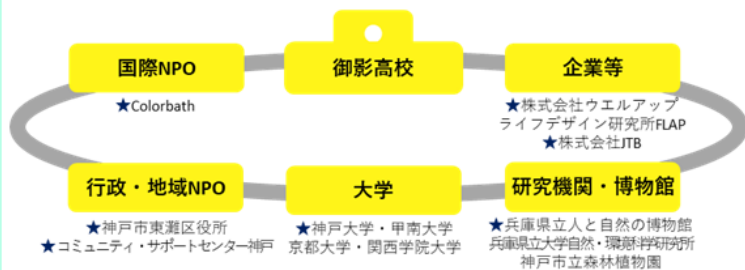 国際NPO
御影高校
企業等
★Colorbath
★株式会社ウエルアップ
ライフデザイン研究所FLAP
★株式会社JTB
行政・地域NPO
大学
研究機関・博物館
★神戸市東灘区役所
★コミュニティ・サポートセンター神戸
★神戸大学・甲南大学
京都大学・関西学院大学
★兵庫県立人と自然の博物館
兵庫県立大学自然・環境科学研究所
神戸市立森林植物園